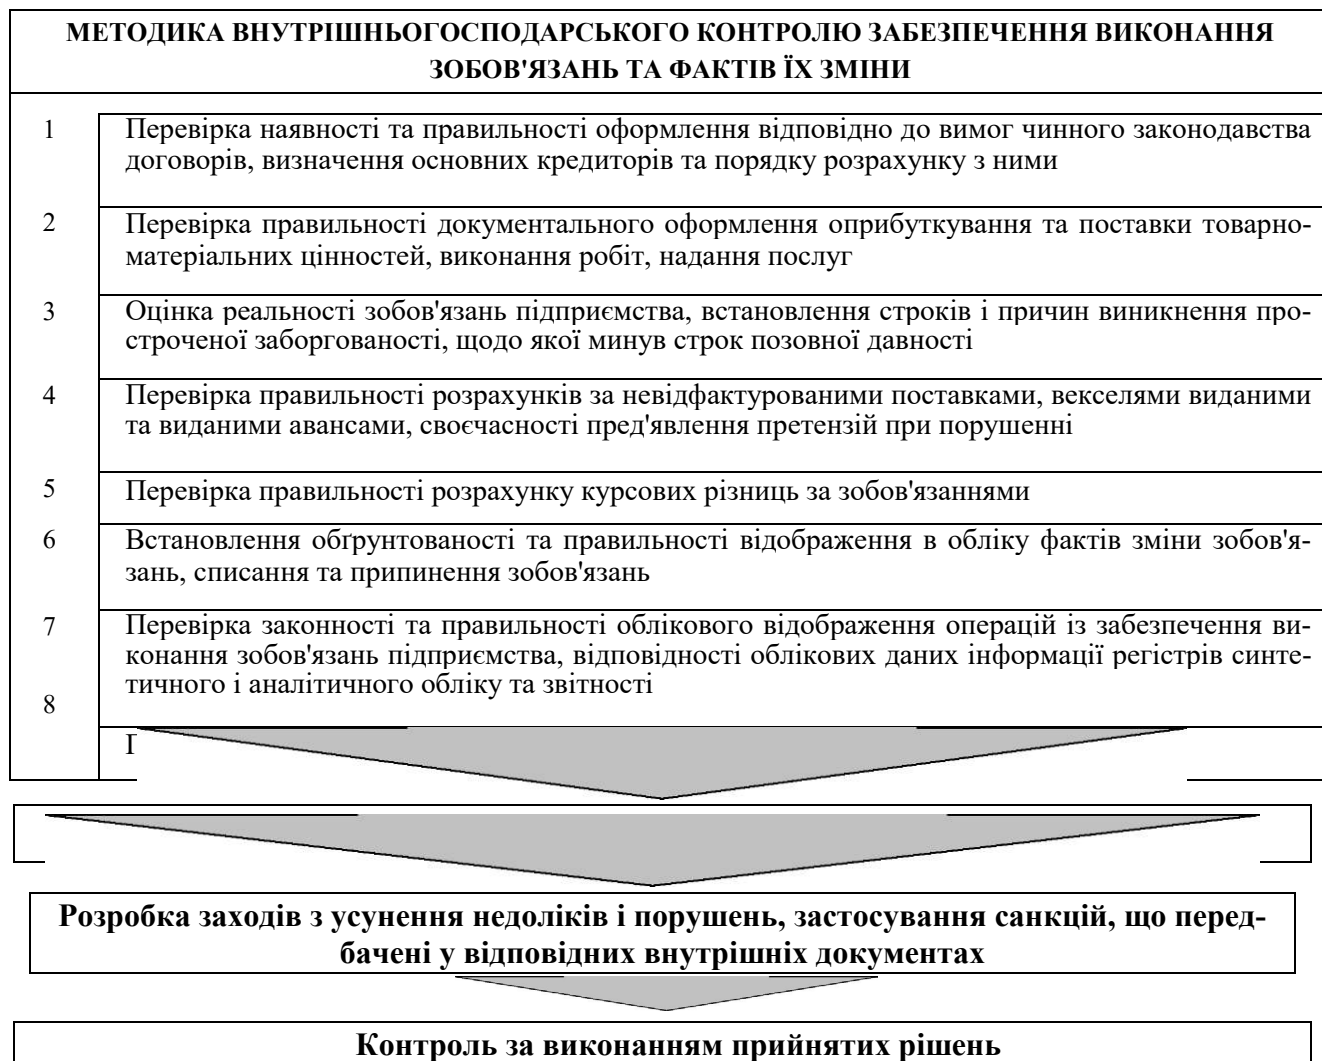 МЕТОДИКА ВНУТРІШНЬОГОСПОДАРСЬКОГО КОНТРОЛЮ ЗАБЕЗПЕЧЕННЯ ВИКОНАННЯ
ЗОБОВ'ЯЗАНЬ ТА ФАКТІВ ЇХ ЗМІНИ
1 Перевірка наявності та правильності оформлення відповідно до вимог чинного законодавства
договорів, визначення основних кредиторів та порядку розрахунку з ними
2 Перевірка правильності документального оформлення оприбуткування та поставки товарно-
матеріальних цінностей, виконання робіт, надання послуг
3 Оцінка реальності зобов'язань підприємства, встановлення строків і причин виникнення про-
строченої заборгованості, щодо якої минув строк позовної давності
4 Перевірка правильності розрахунків за невідфактурованими поставками, векселями виданими
та виданими авансами, своєчасності пред'явлення претензій при порушенні
5 Перевірка правильності розрахунку курсових різниць за зобов'язаннями
6 Встановлення обґрунтованості та правильності відображення в обліку фактів зміни зобов'я-
зань, списання та припинення зобов'язань
7 Перевірка законності та правильності облікового відображення операцій із забезпечення ви-
конання зобов'язань підприємства, відповідності облікових даних інформації регістрів синте-
тичного і аналітичного обліку та звітності
8
Розробка заходів з усунення недоліків і порушень, застосування санкцій, що перед-
бачені у відповідних внутрішніх документах
Контроль за виконанням прийнятих рішень